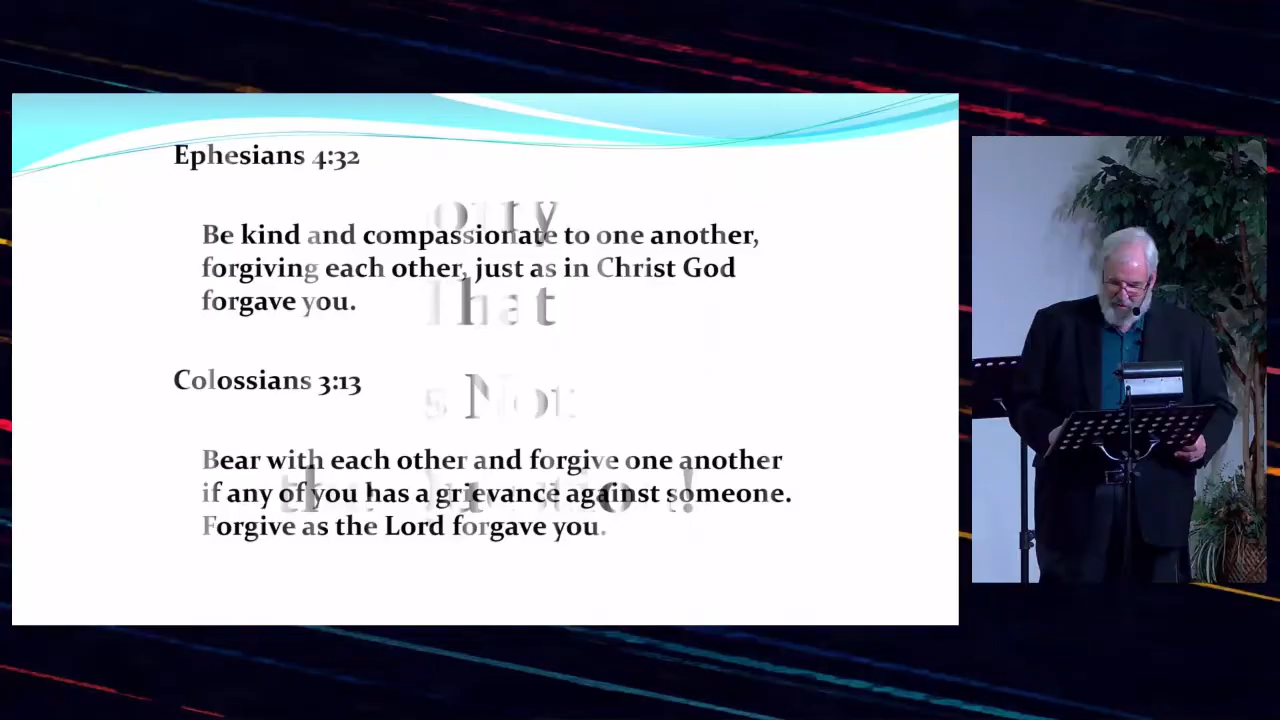 Ephesians 4:32
Be kind and compassionate to one another,
forgiving each other, just as in Christ God
forgave you.
That
Colossians 3:13
s Not
Bear with each other and forgive one another
if any of you has a grievance against someone.
Forgive as the Lord forgave you.